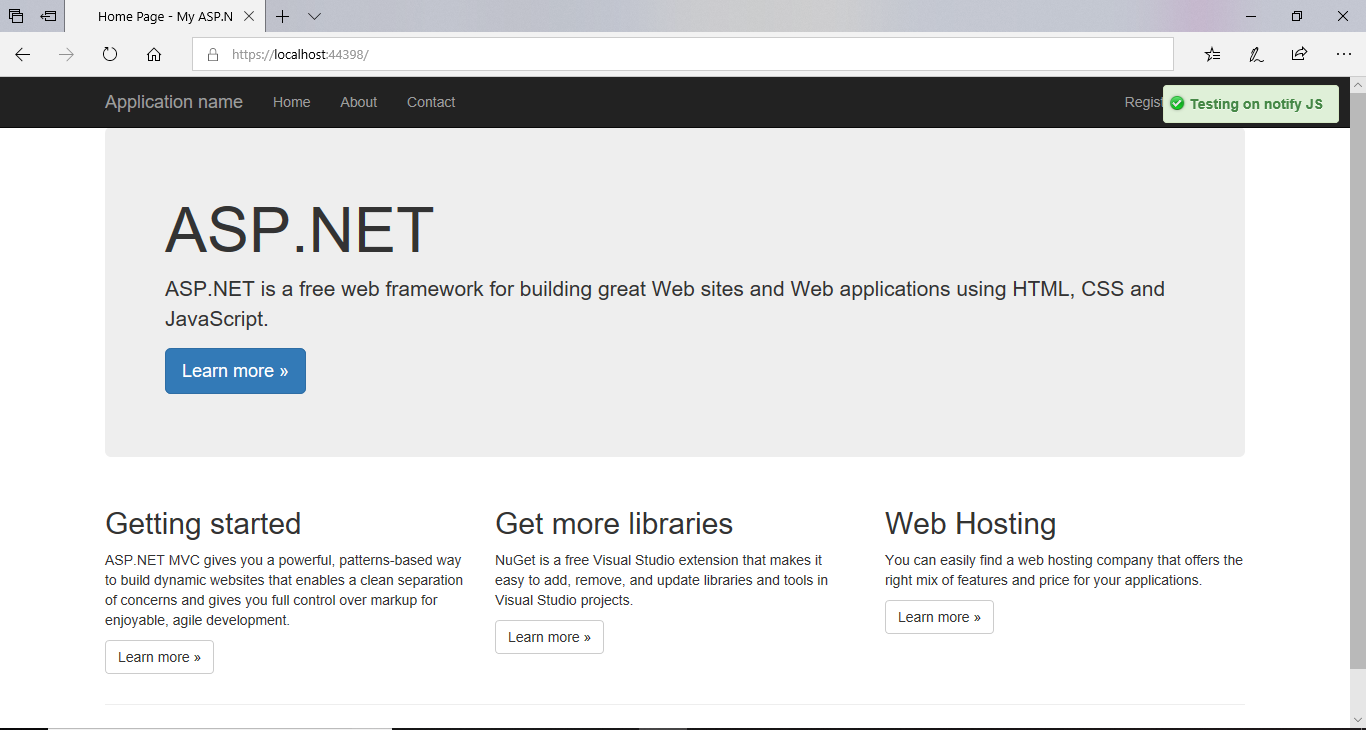 Home Page - My ASP.N
https://localhost:44398/
Application name Home About Contact Regist
Testing on notify JS
ASP.NET
ASP.NET is a free web framework for building great Web sites and Web applications using HTML, CSS and
JavaScript.
Learn more »
Getting started
ASP.NET MVC gives you a powerful, patterns-based way
to build dynamic websites that enables a clean separation
of concerns and gives you full control over markup for
enjoyable, agile development.
Learn more »
Get more libraries
NuGet is a free Visual Studio extension that makes it
easy to add, remove, and update libraries and tools in
Visual Studio projects.
Learn more »
Web Hosting
You can easily find a web hosting company that offers the
right mix of features and price for your applications.
Learn more »